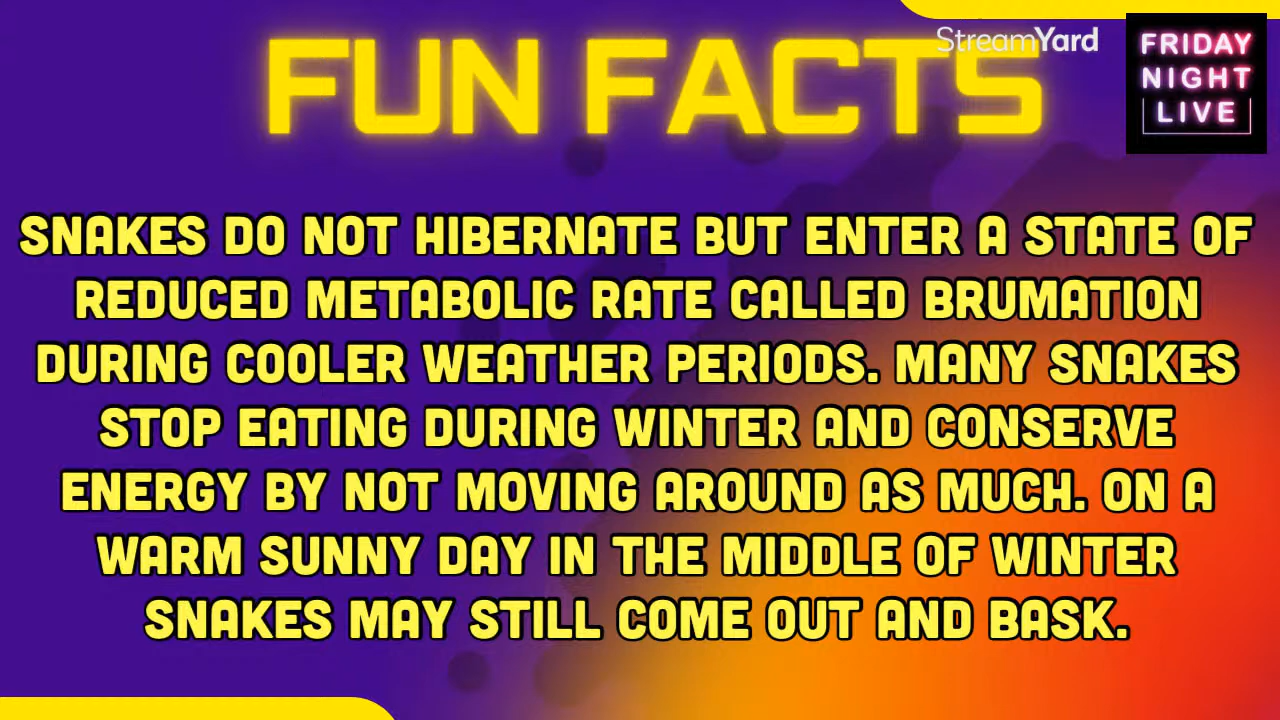 FUN FACTS
StreamYard
FRIDAY
NIGHT
LIVE
SNAKES DO NOT HIBERNATE BUT ENTER A STATE OF
REDUCED METABOLIC RATE CALLED BRUMATION
DURING COOLER WEATHER PERIODS. MANY SNAKES
STOP EATING DURING WINTER AND CONSERVE
ENERGY BY NOT MOVING AROUND AS MUCH. ON A
WARM SUNNY DAY IN THE MIDDLE OF WINTER
SNAKES MAY STILL COME OUT AND BASK.